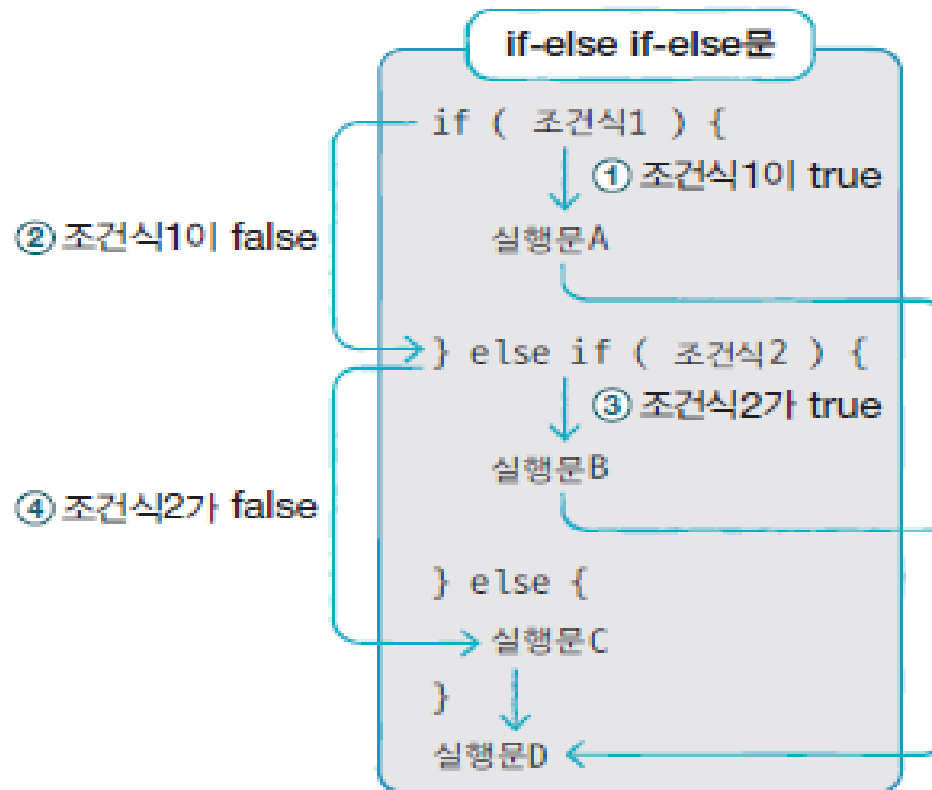 if-else if-else문
if ( 조건식1 ) {
① 조건식1이 true
② 조건식1이 false
실행문A
} else if ( 조건식2 ) {
③ 조건식2가 true
실행문B
④ 조건식2가 false
} else {
실행문C
}
실행문D